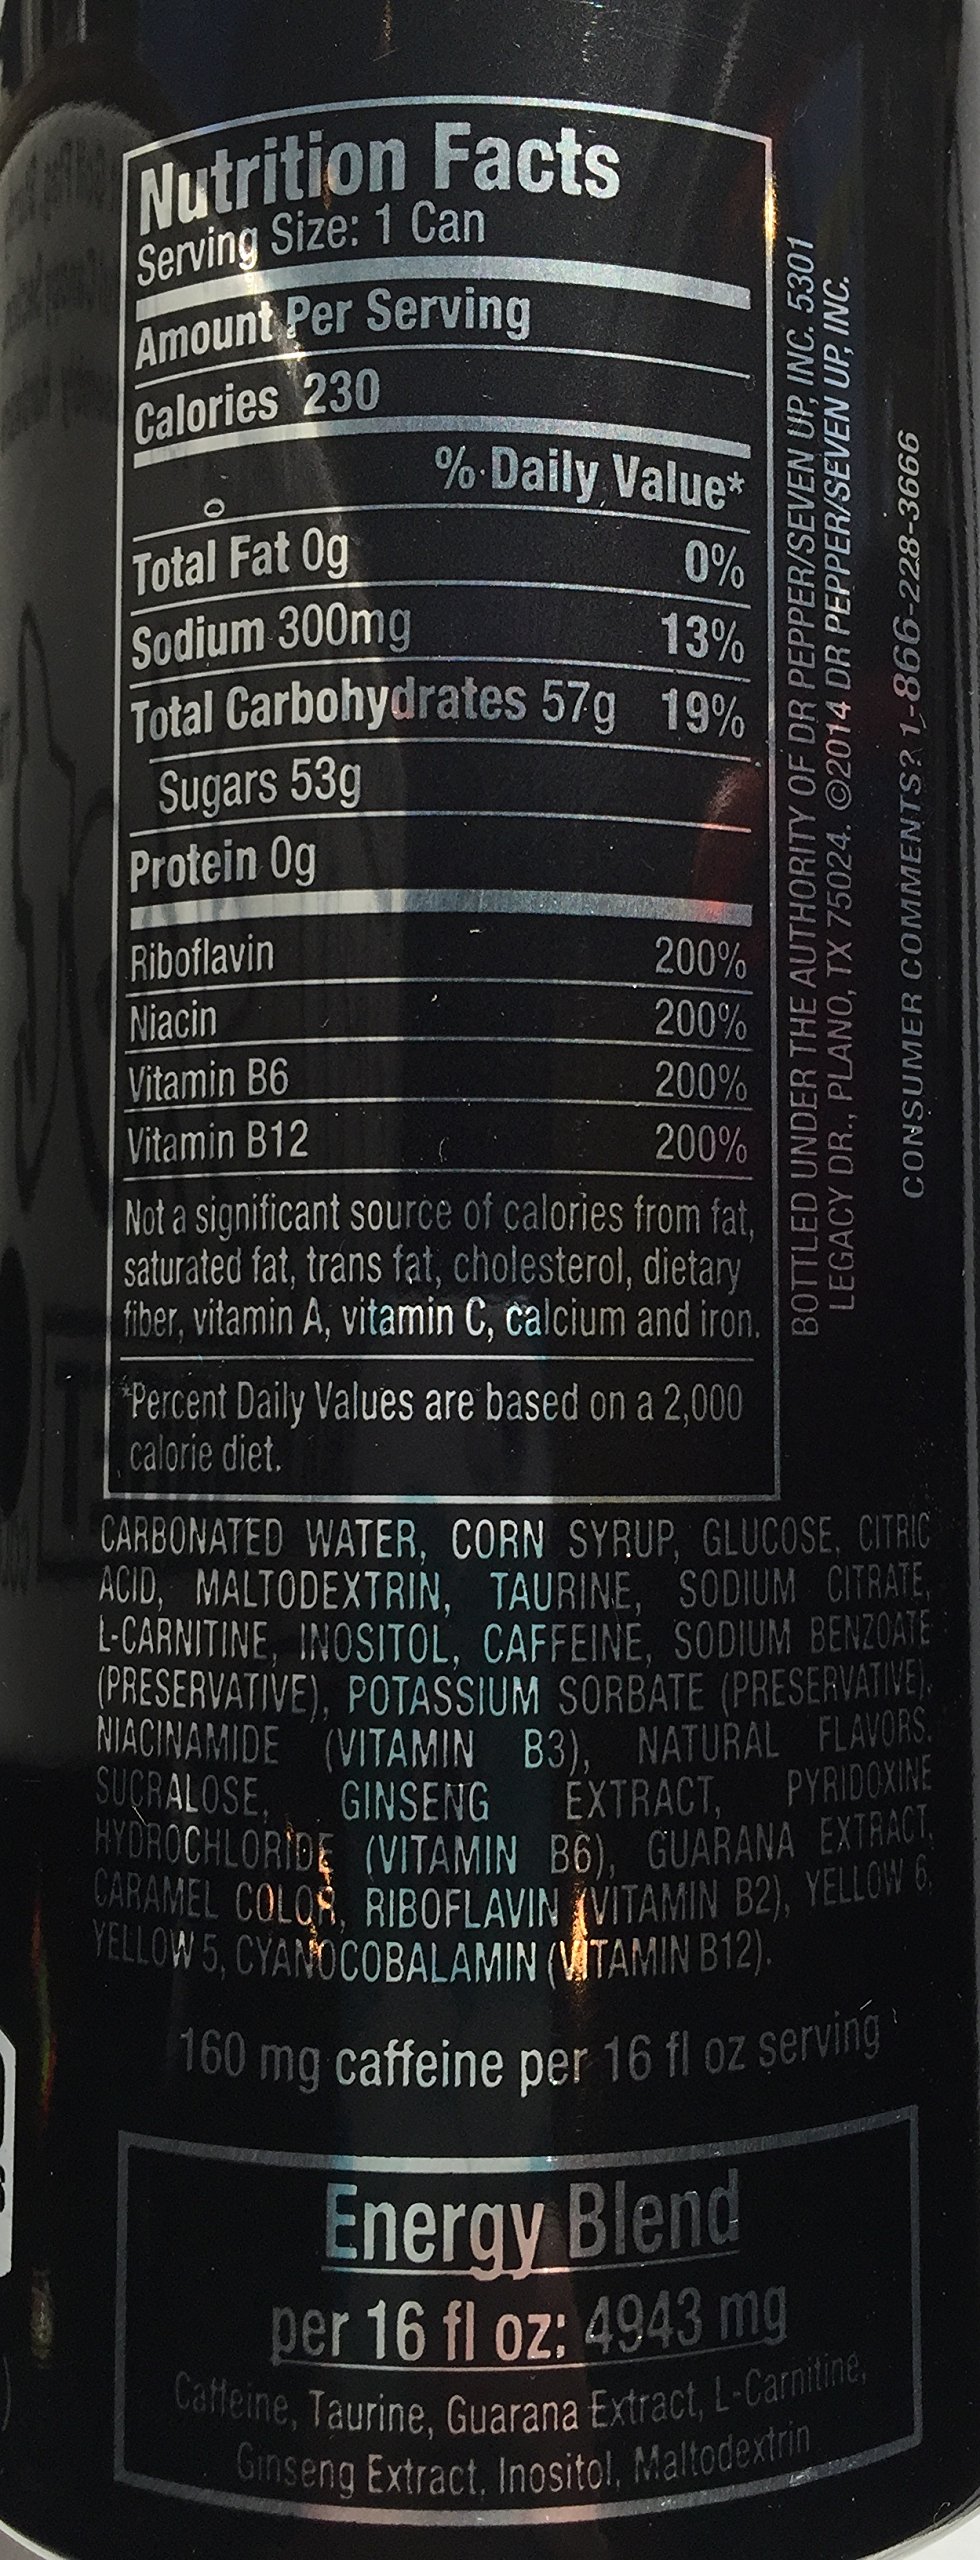 Nutrition Facts
Serving Size: 1 Can
Amount Per Serving
Calories 230
% Daily Value*
Total Fat 0g 0%
Sodium 300mg 13%
Total Carbohydrates 57g 19%
Sugars 53g
Protein 0g
Riboflavin 200%
Niacin 200%
Vitamin B6 200%
Vitamin B12 200%
Not a significant source of calories from fat,
saturated fat, trans fat, cholesterol, dietary
fiber, vitamin A, vitamin C, calcium and iron.
*Percent Daily Values are based on a 2,000
calorie diet.
BOTTLED UNDER THE AUTHORITY OF DR PEPPER/SEVEN UP, INC. 5301
LEGACY DR., PLANO, TX 75024. ©2014 DR PEPPER/SEVEN UP, INC.
CONSUMER COMMENTS? 1-866-228-3666
CARBONATED WATER, CORN SYRUP, GLUCOSE, CITRIC
ACID, MALTODEXTRIN, TAURINE, SODIUM CITRATE,
L-CARNITINE, INOSITOL, CAFFEINE, SODIUM BENZOATE
(PRESERVATIVE), POTASSIUM SORBATE (PRESERVATIVE),
NIACINAMIDE (VITAMIN B3), NATURAL FLAVORS,
SUCRALOSE, GINSENG EXTRACT, PYRIDOXINE
HYDROCHLORIDE (VITAMIN B6), GUARANA EXTRACT,
CARAMEL COLOR, RIBOFLAVIN (VITAMIN B2), YELLOW 6,
YELLOW 5, CYANOCOBALAMIN (VITAMIN B12).
160 mg caffeine per 16 fl oz serving
Energy Blend
per 16 fl oz: 4943 mg
Caffeine, Taurine, Guarana Extract, L-Carnitine,
Ginseng Extract, Inositol, Maltodextrin